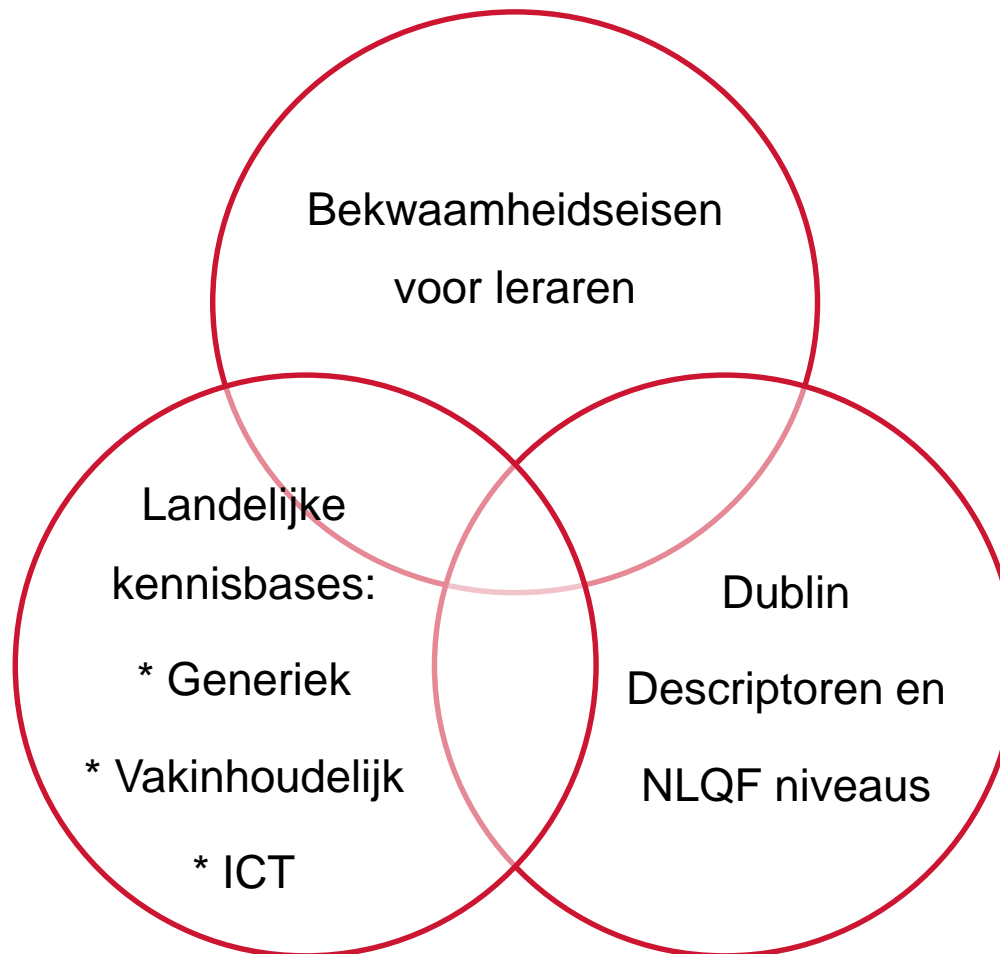 Bekwaamheidseisen
voor leraren
Landelijke
kennisbases:
* Generiek
* Vakinhoudelijk
* ICT
Dublin
Descriptoren en
NLQF niveaus